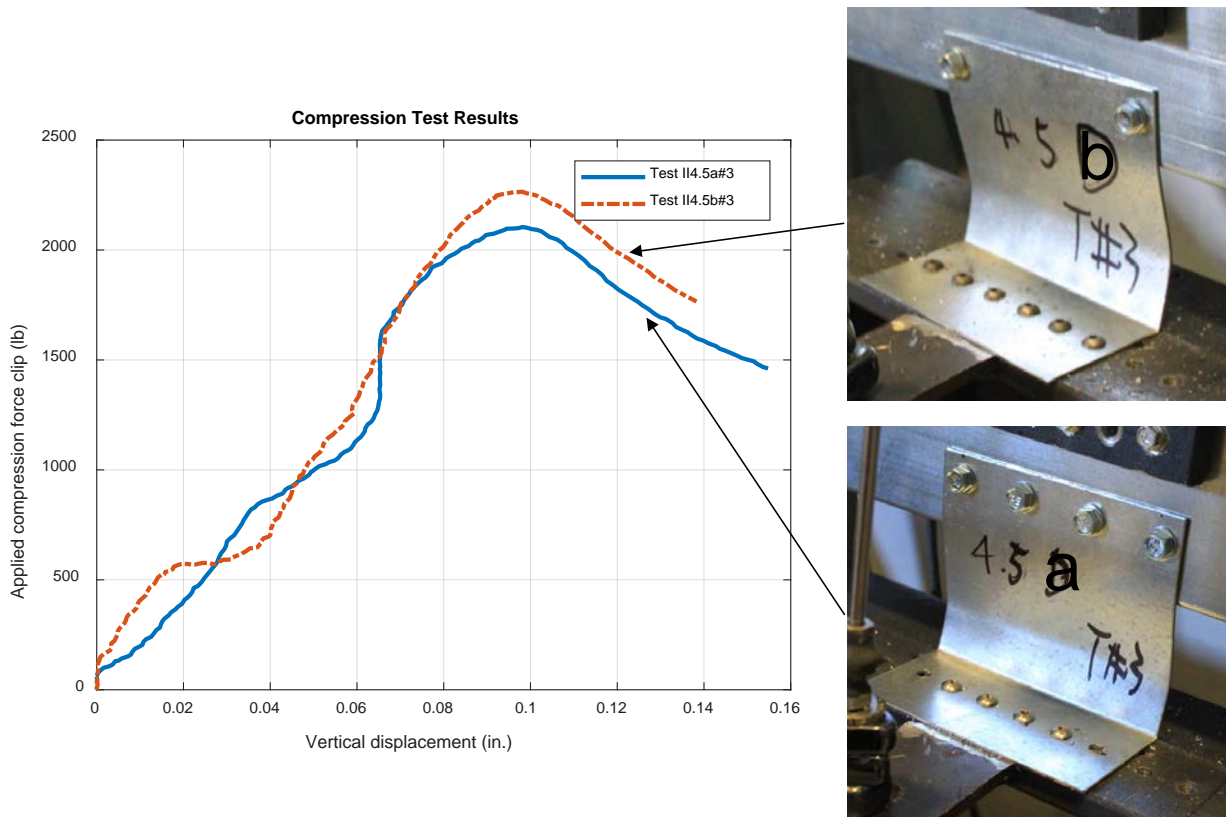 Compression Test Results
2500
2000
1500
1000
500
0
0 0.02 0.04 0.06 0.08 0.1 0.12 0.14 0.16
Applied compression force clip (lb)
Vertical displacement (in.)
Test II4.5a#3
Test II4.5b#3
4.5 b
T#3
4.5 a
T#3